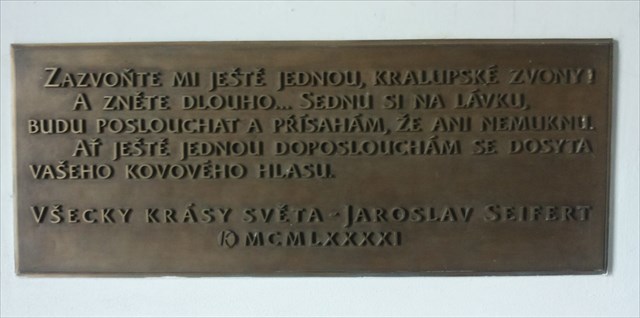 ZAZVOŇTE MI JEŠTĚ JEDNOU, KRALUPSKÉ ZVONY!
A ZNĚTE DLOUHO... SEDNU SI NA LÁVKU,
BUDU POSLOUCHAT A PŘÍSAHÁM, ŽE ANI NEMUKNU.
AŤ JEŠTĚ JEDNOU DOPOSLOUCHÁM SE DOSYTA
VAŠEHO KOVOVÉHO HLASU.
VŠECKY KRÁSY SVĚTA - JAROSLAV SEIFERT
MCMLXXXXI